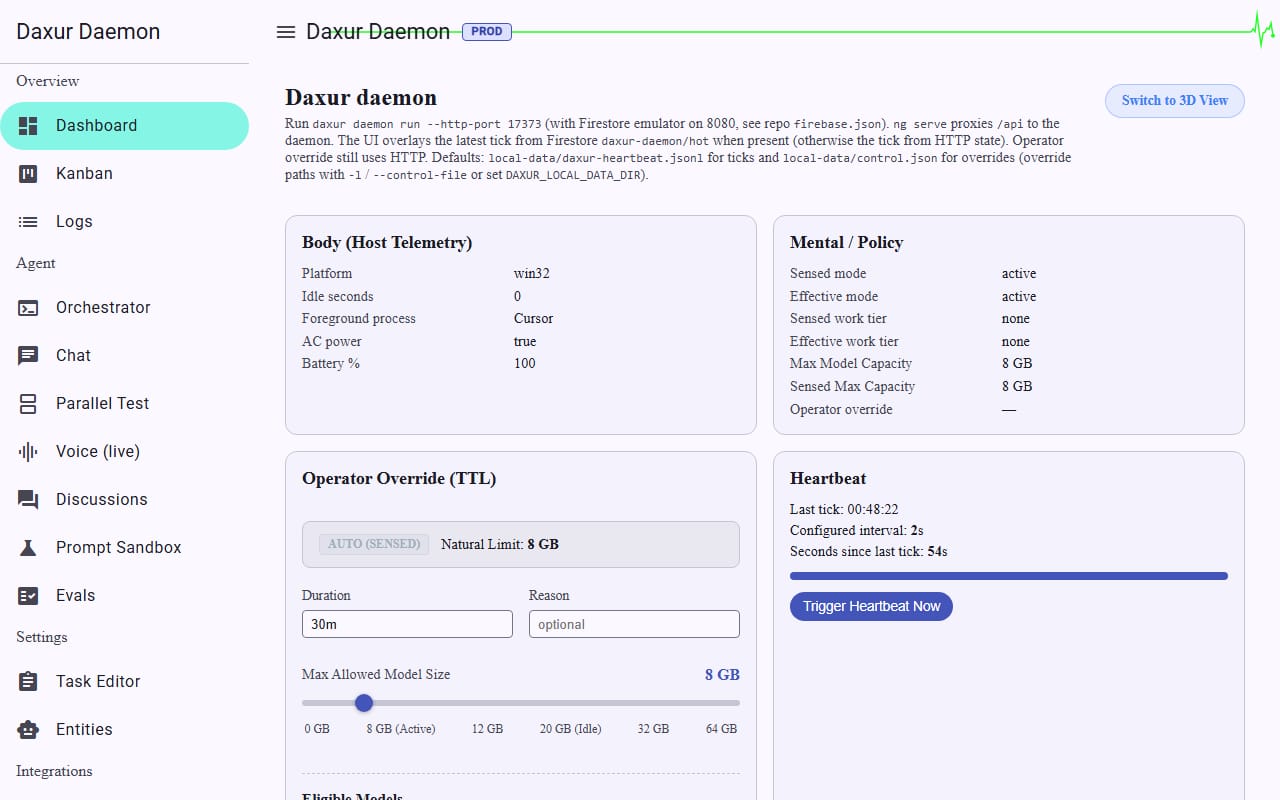 Daxur Daemon
Daxur Daemon PROD
Overview
Dashboard
Kanban
Logs
Agent
Orchestrator
Chat
Parallel Test
Voice (live)
Discussions
Prompt Sandbox
Evals
Settings
Task Editor
Entities
Integrations
Daxur daemon
Switch to 3D View
Run daxur daemon run --http-port 17373 (with Firestore emulator on 8080, see repo firebase.json). ng serve proxies /api to the
daemon. The UI overlays the latest tick from Firestore daxur-daemon/hot when present (otherwise the tick from HTTP state). Operator
override still uses HTTP. Defaults: local-data/daxur-heartbeat.jsonl for ticks and local-data/control.json for overrides (override
paths with -l / --control-file or set DAXUR_LOCAL_DATA_DIR).
Body (Host Telemetry)
Platform win32
Idle seconds 0
Foreground process Cursor
AC power true
Battery % 100
Mental / Policy
Sensed mode active
Effective mode active
Sensed work tier none
Effective work tier none
Max Model Capacity 8 GB
Sensed Max Capacity 8 GB
Operator override —
Operator Override (TTL)
AUTO (SENSED) Natural Limit: 8 GB
Duration Reason
30m optional
Max Allowed Model Size 8 GB
0 GB 8 GB (Active) 12 GB 20 GB (Idle) 32 GB 64 GB
Eligible Models
Heartbeat
Last tick: 00:48:22
Configured interval: 2s
Seconds since last tick: 54s
Trigger Heartbeat Now